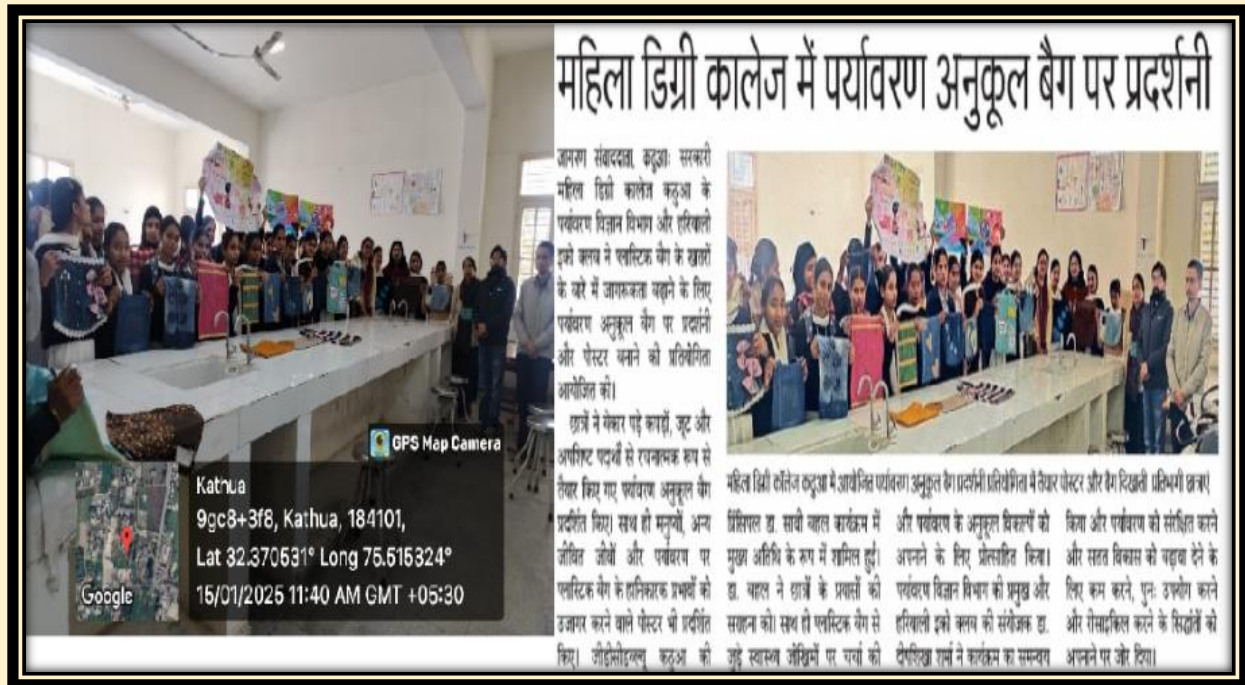 महिला डिग्री कालेज में पर्यावरण अनुकूल बैग पर प्रदर्शनी
जागरण संवाददाता, कठुआः सरकारी
महिला डिग्री कालेज कठुआ के
पर्यावरण विज्ञान विभाग और हरियाली
इको क्लब ने प्लास्टिक बैग के खतरों
के बारे में जागरूकता बढ़ाने के लिए
पर्यावरण अनुकूल बैग पर प्रदर्शनी
और पोस्टर बनाने की प्रतियोगिता
आयोजित की।
छात्रों ने बेकार पड़े कपड़ों, जूट और
अपशिष्ट पदार्थों से रचनात्मक रूप से
तैयार किए गए पर्यावरण अनुकूल बैग
प्रदर्शित किए। साथ ही मनुष्यों, अन्य
जीवित जीवों और पर्यावरण पर
प्लास्टिक बैग के हानिकारक प्रभावों को
उजागर करने वाले पोस्टर भी प्रदर्शित
किए। जीडीसीडब्ल्यू कठुआ की
महिला डिग्री कॉलेज कठुआ में आयोजित पर्यावरण अनुकूल बैग प्रदर्शनी प्रतियोगिता में तैयार पोस्टर और बैग दिखाती प्रतिभागी छात्राएं
प्रिंसिपल डा. सावी बहल कार्यक्रम में
मुख्य अतिथि के रूप में शामिल हुईं।
डा. बहल ने छात्रों के प्रयासों की
सराहना की। साथ ही प्लास्टिक बैग से
जुड़े स्वास्थ्य जोखिमों पर चर्चा की
और पर्यावरण के अनुकूल विकल्पों को
अपनाने के लिए प्रोत्साहित किया।
पर्यावरण विज्ञान विभाग की प्रमुख और
हरियाली इको क्लब की संयोजक डा.
दीपशिखा शर्मा ने कार्यक्रम का समन्वय
किया और पर्यावरण को संरक्षित करने
और सतत विकास को बढ़ावा देने के
लिए कम करने, पुनः उपयोग करने
और रीसाइकिल करने के सिद्धांतों को
अपनाने पर जोर दिया।
GPS Map Camera
Kathua
9gc8+3f8, Kathua, 184101,
Lat 32.370531° Long 75.515324°
15/01/2025 11:40 AM GMT +05:30
Google